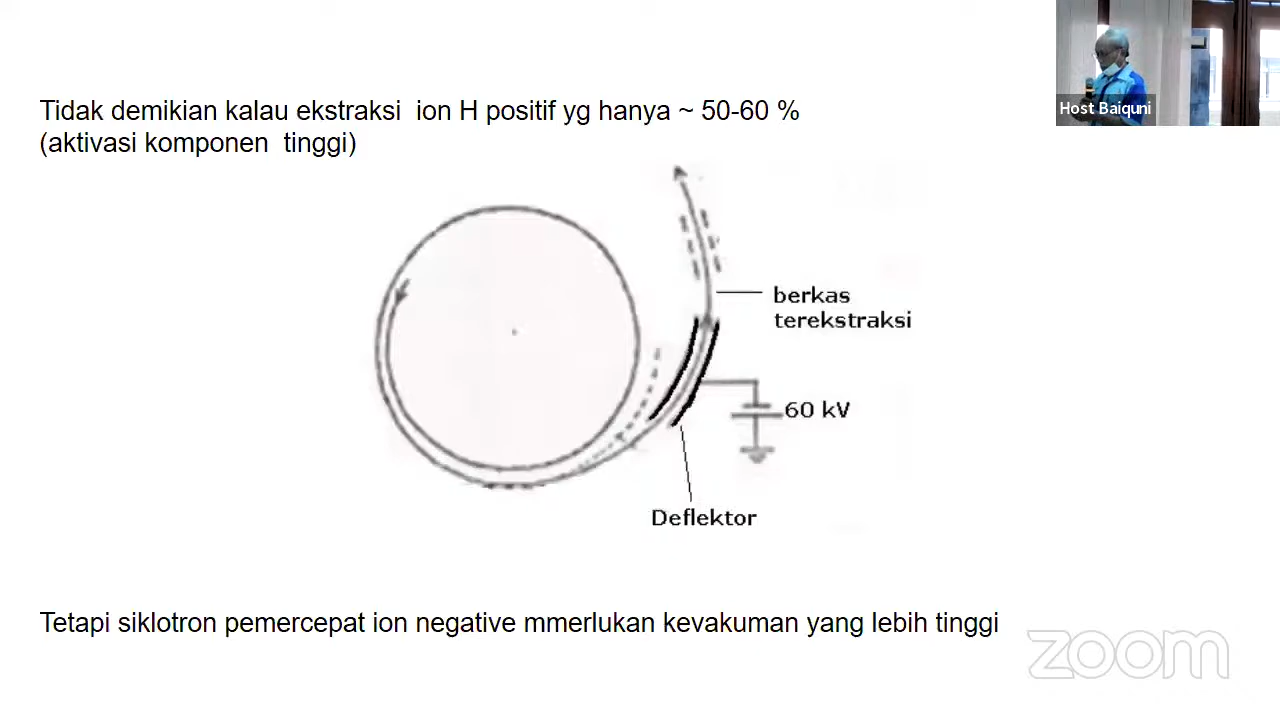 Tidak demikian kalau ekstraksi ion H positif yg hanya ~ 50-60 %
(aktivasi komponen tinggi)
Host Baiquni
berkas
terekstraksi
60 kV
Deflektor
Tetapi siklotron pemercepat ion negative mmerlukan kevakuman yang lebih tinggi
zoom